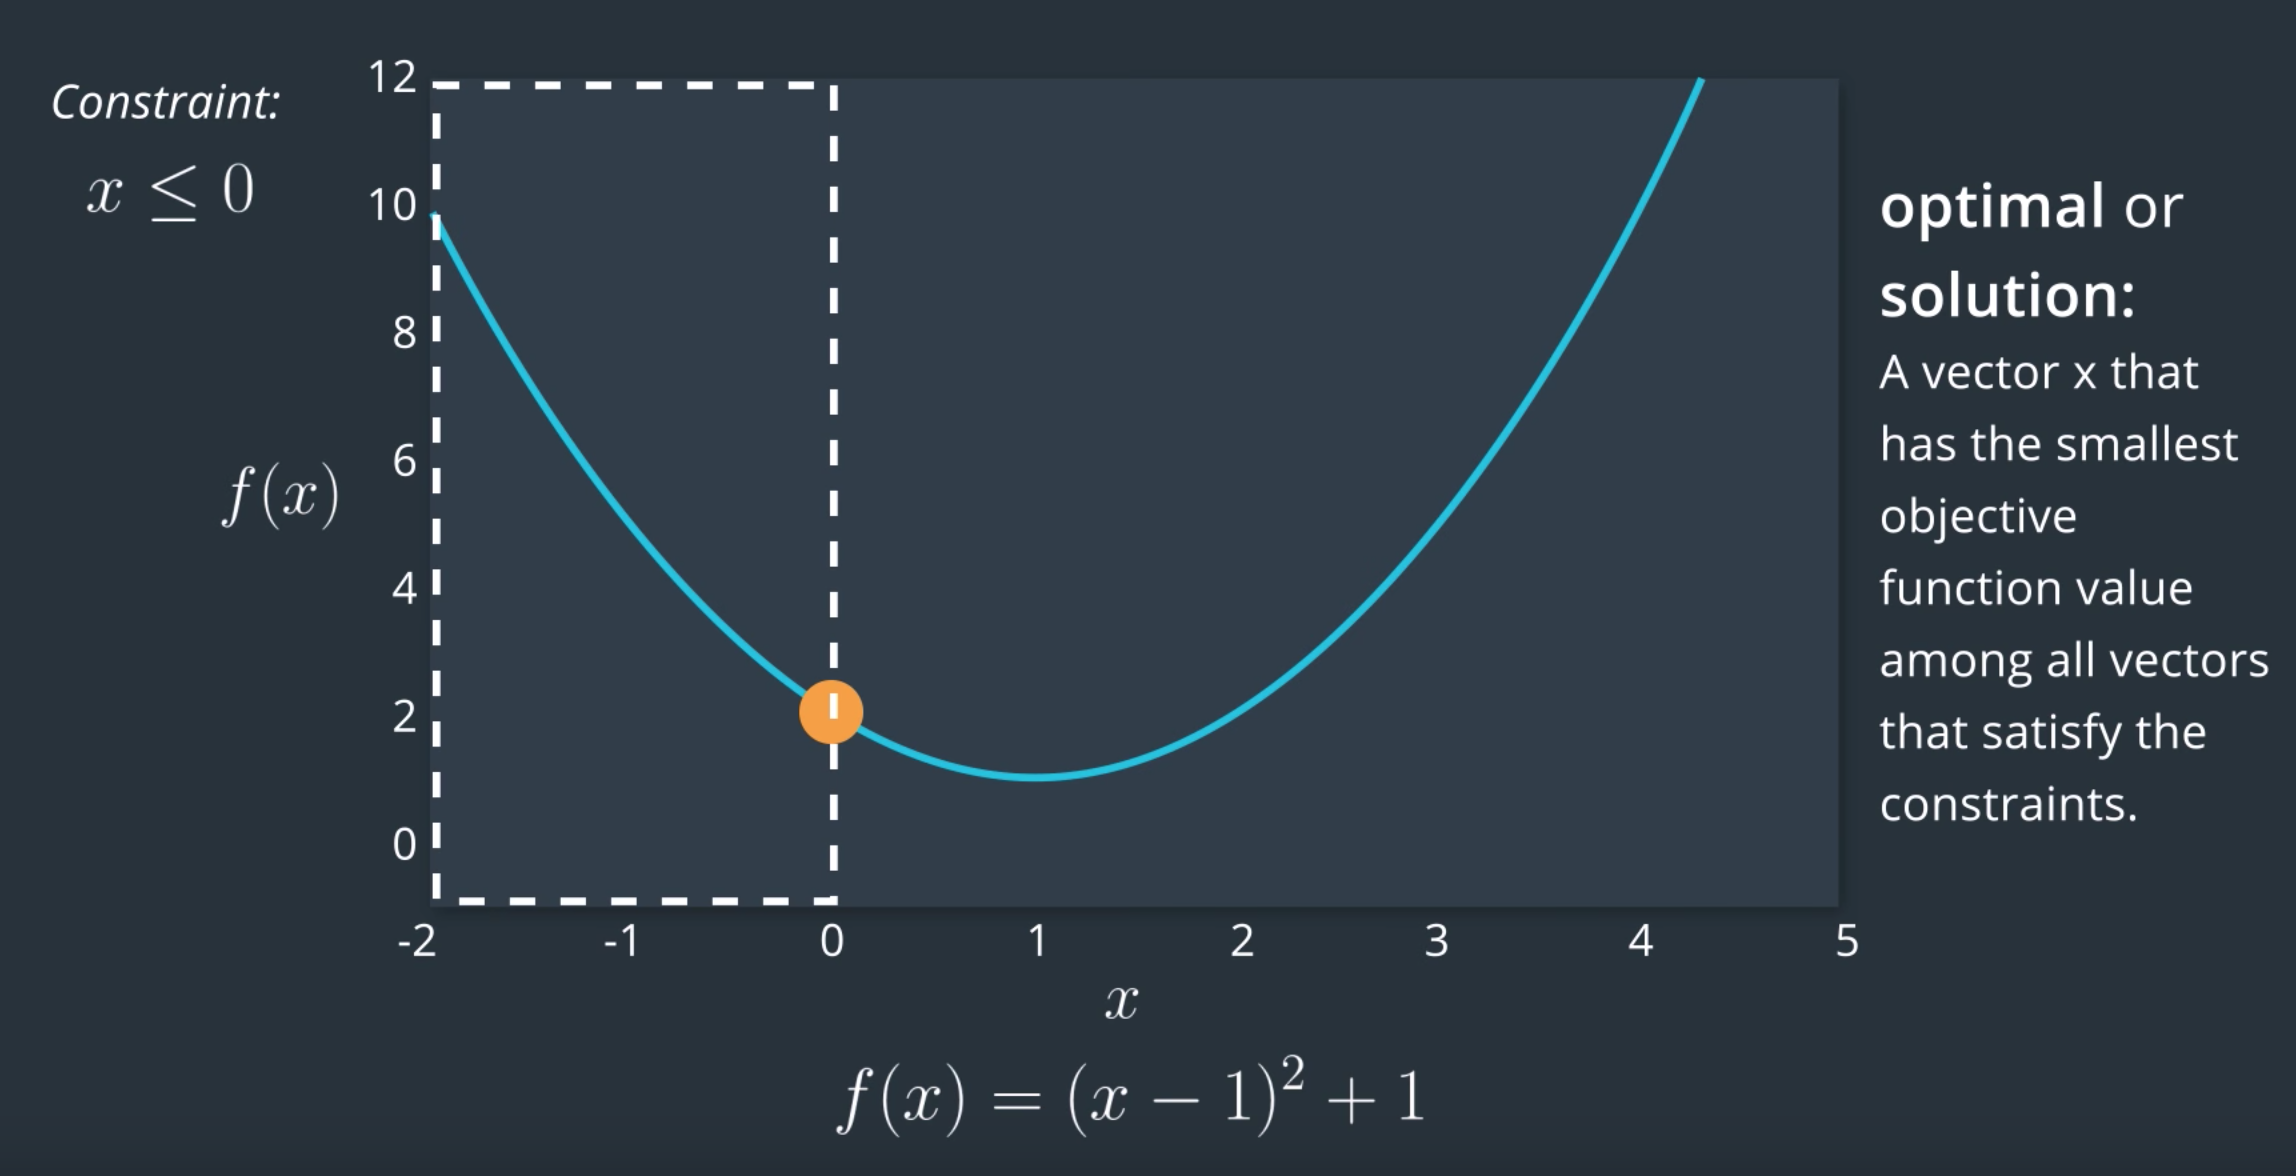 Constraint:
x ≤ 0
12
10
8
6
4
2
0
f(x)
-2 -1 0 1 2 3 4 5
x
f(x) = (x − 1)² + 1
optimal or
solution:
A vector x that
has the smallest
objective
function value
among all vectors
that satisfy the
constraints.